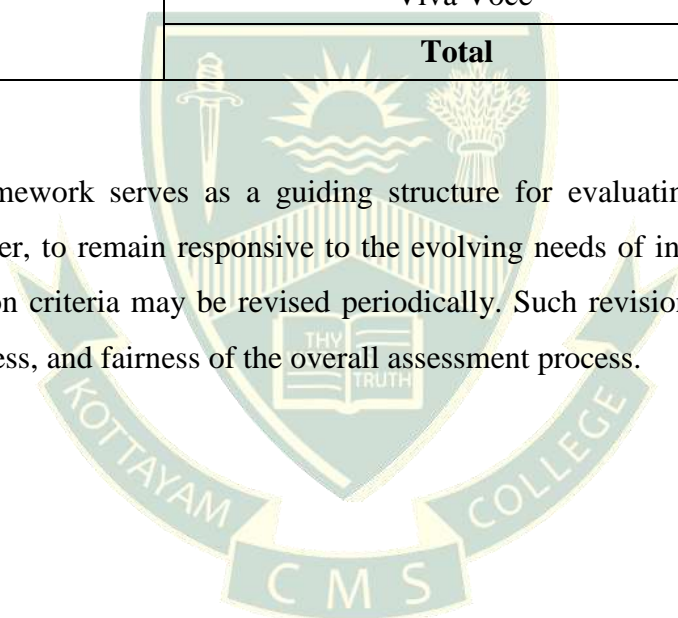 Viva Voce
Total
mework serves as a guiding structure for evaluatin
er, to remain responsive to the evolving needs of in
on criteria may be revised periodically. Such revision
ess, and fairness of the overall assessment process.
THY
TRUTH
KOTTAYAM
COLLEGE
CMS